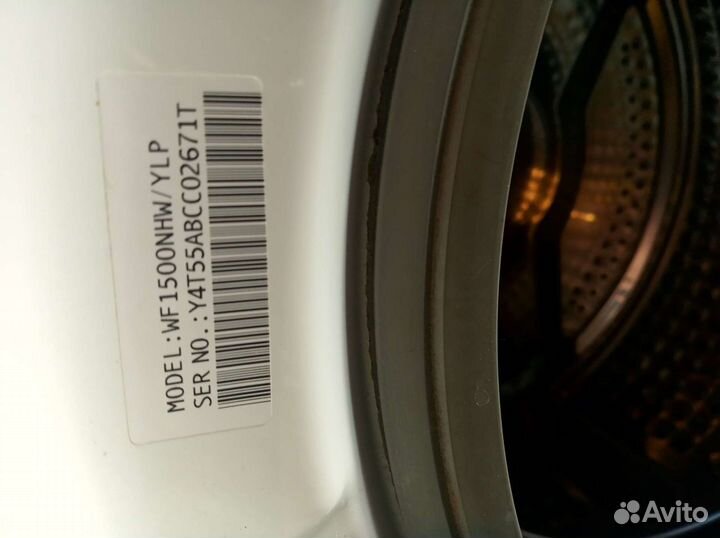 MODEL:WF1500NHW/YLP
SER NO.:Y4T55ABCC02671T
Avito